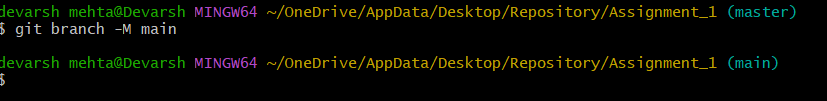 devarsh mehta@Devarsh MINGW64 ~/OneDrive/AppData/Desktop/Repository/Assignment_1 (master)
$ git branch -M main
devarsh mehta@Devarsh MINGW64 ~/OneDrive/AppData/Desktop/Repository/Assignment_1 (main)
$